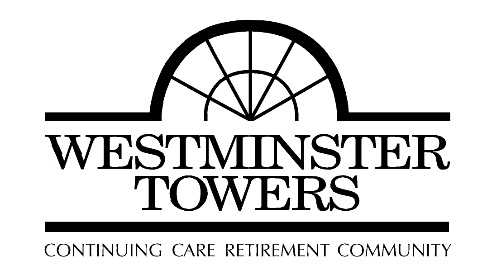 WESTMINSTER
TOWERS
CONTINUING CARE RETIREMENT COMMUNITY